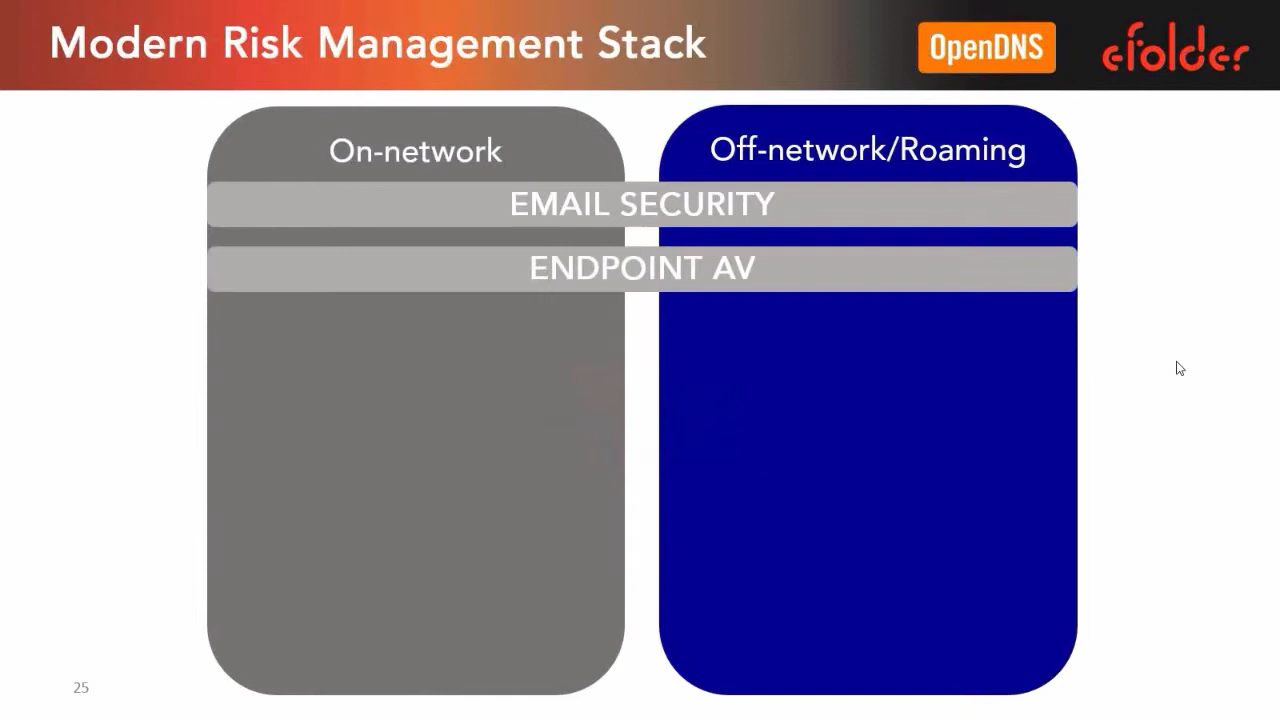 Modern Risk Management Stack
OpenDNS
efolder
On-network
Off-network/Roaming
EMAIL SECURITY
ENDPOINT AV
25